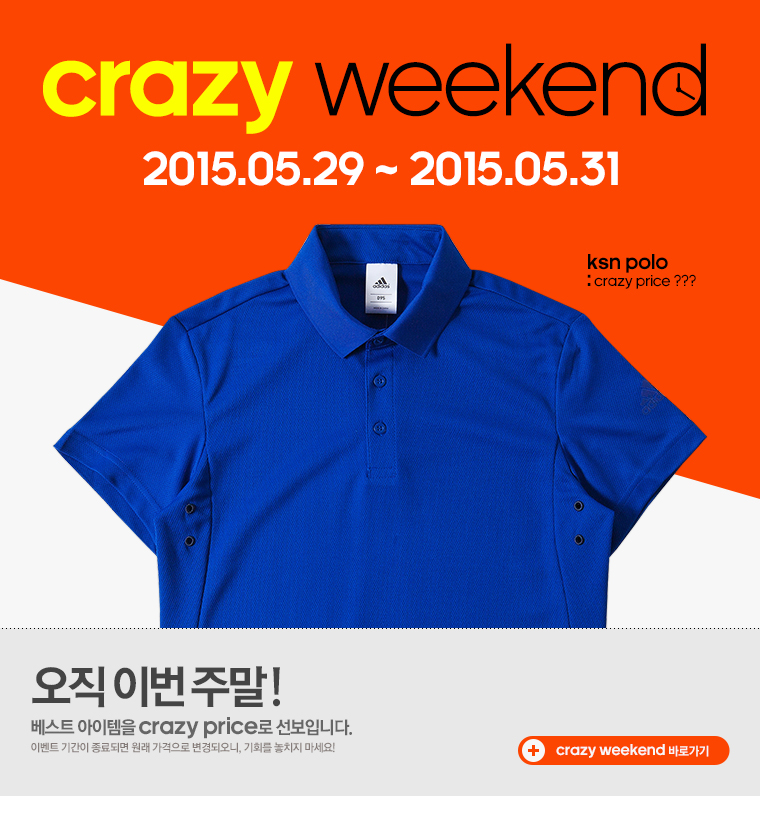 crazy weekend
2015.05.29 ~ 2015.05.31
ksn polo
: crazy price ???
adidas
095
오직 이번 주말!
베스트 아이템을 crazy price로 선보입니다.
이벤트 기간이 종료되면 원래 가격으로 변경되오니, 기회를 놓치지 마세요!
crazy weekend 바로가기